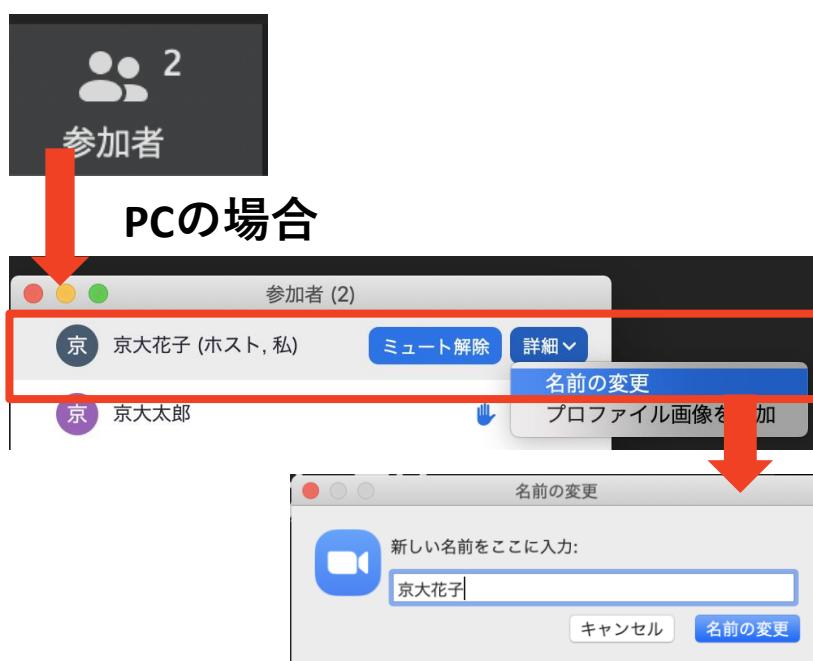 2
参加者
PCの場合
参加者 (2)
京 京大花子 (ホスト, 私) ミュート解除 詳細
名前の変更
京 京大太郎
プロファイル画像を 加
名前の変更
新しい名前をここに入力:
京大花子
キャンセル 名前の変更